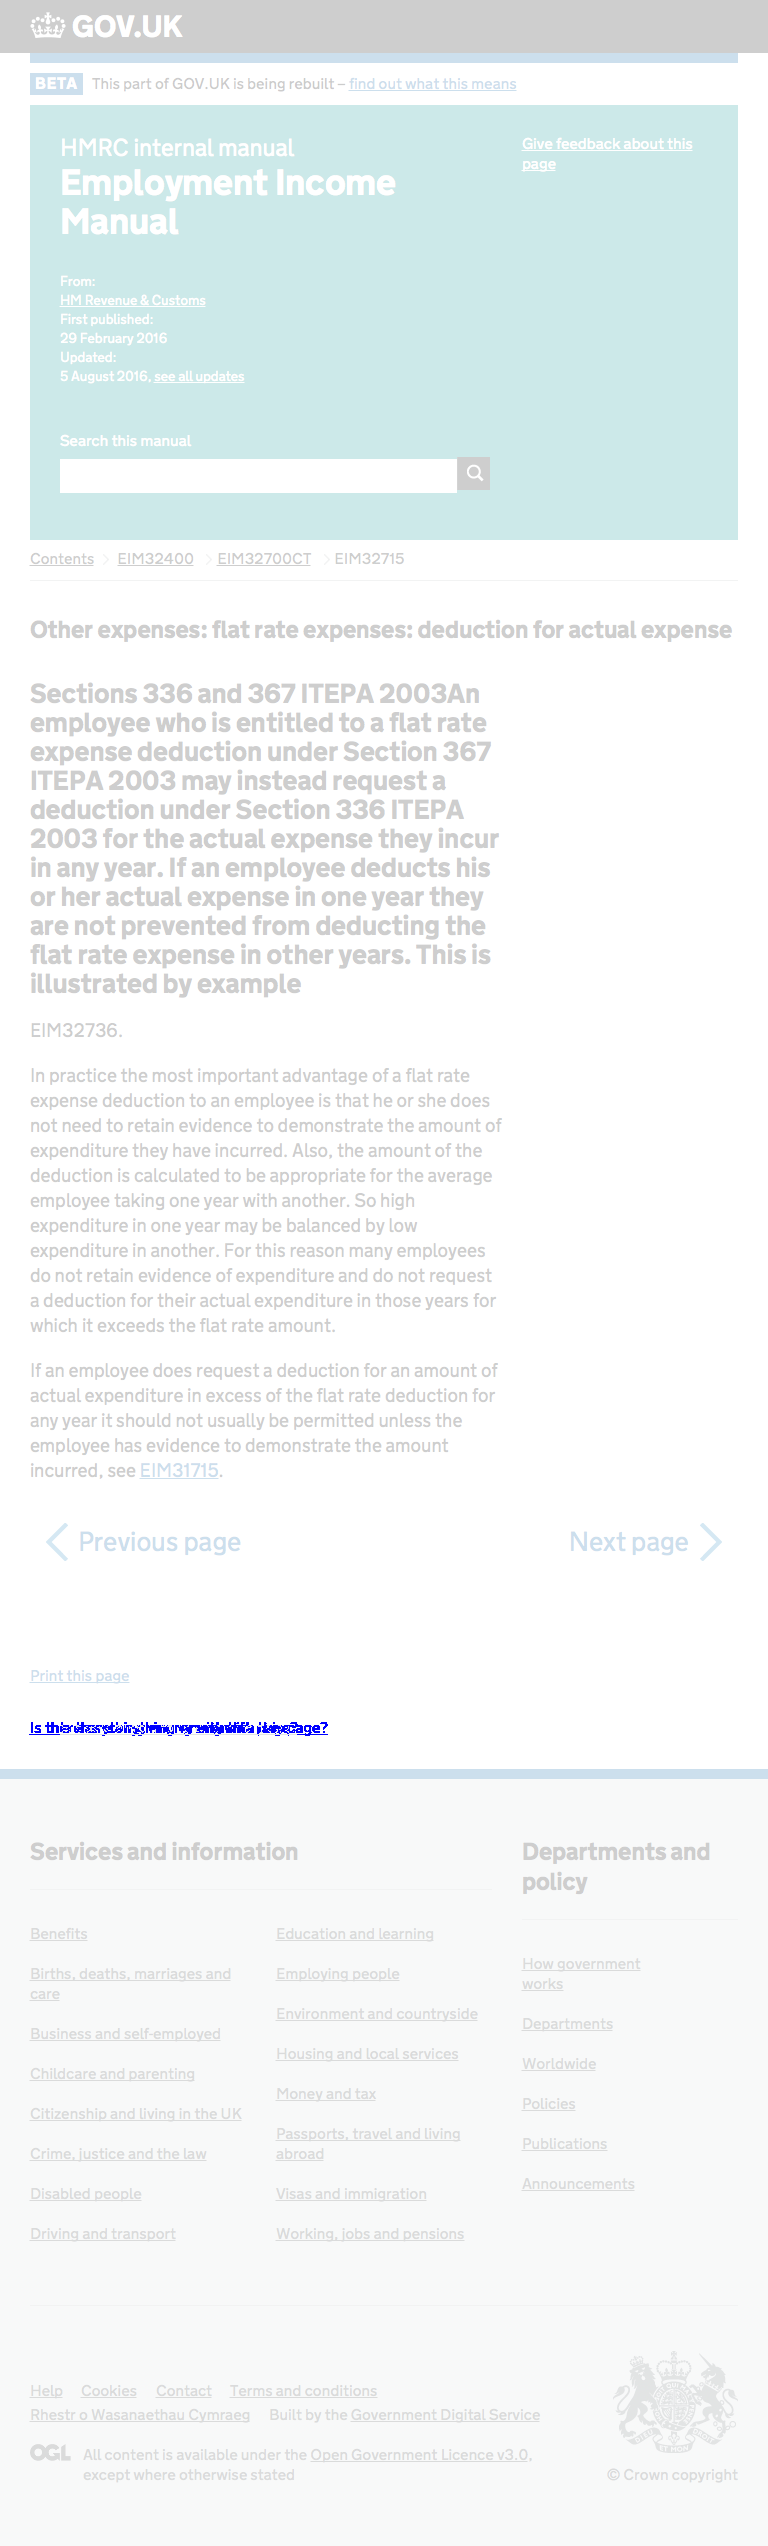 GOV.UK
BETA This part of GOV.UK is being rebuilt – find out what this means
HMRC internal manual
Employment Income
Manual
Give feedback about this
page
From:
HM Revenue & Customs
First published:
29 February 2016
Updated:
5 August 2016, see all updates
Search this manual
Contents EIM32400 EIM32700CT EIM32715
Other expenses: flat rate expenses: deduction for actual expense
Sections 336 and 367 ITEPA 2003An
employee who is entitled to a flat rate
expense deduction under Section 367
ITEPA 2003 may instead request a
deduction under Section 336 ITEPA
2003 for the actual expense they incur
in any year. If an employee deducts his
or her actual expense in one year they
are not prevented from deducting the
flat rate expense in other years. This is
illustrated by example
EIM32736.
In practice the most important advantage of a flat rate
expense deduction to an employee is that he or she does
not need to retain evidence to demonstrate the amount of
expenditure they have incurred. Also, the amount of the
deduction is calculated to be appropriate for the average
employee taking one year with another. So high
expenditure in one year may be balanced by low
expenditure in another. For this reason many employees
do not retain evidence of expenditure and do not request
a deduction for their actual expenditure in those years for
which it exceeds the flat rate amount.
If an employee does request a deduction for an amount of
actual expenditure in excess of the flat rate deduction for
any year it should not usually be permitted unless the
employee has evidence to demonstrate the amount
incurred, see EIM31715.
Previous page
Next page
Print this page
Is
Services and information
Benefits
Births, deaths, marriages and
care
Business and self-employed
Childcare and parenting
Citizenship and living in the UK
Crime, justice and the law
Disabled people
Driving and transport
Education and learning
Employing people
Environment and countryside
Housing and local services
Money and tax
Passports, travel and living
abroad
Visas and immigration
Working, jobs and pensions
Departments and
policy
How government
works
Departments
Worldwide
Policies
Publications
Announcements
Help Cookies Contact Terms and conditions
Rhestr o Wasanaethau Cymraeg Built by the Government Digital Service
OGL All content is available under the Open Government Licence v3.0,
except where otherwise stated
© Crown copyright